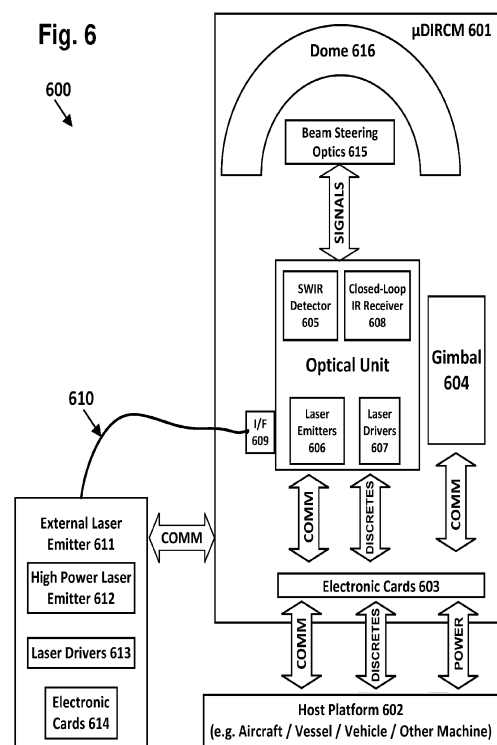 Fig. 6
600
µDIRCM 601
Dome 616
Beam Steering
Optics 615
SIGNALS
SWIR
Detector
605
Closed-Loop
IR Receiver
608
Optical Unit
Gimbal
604
610
I/F
609
Laser
Emitters
606
Laser
Drivers
607
COMM
DISCRETES
COMM
External Laser
Emitter 611
COMM
High Power Laser
Emitter 612
Laser Drivers 613
Electronic
Cards 614
Electronic Cards 603
COMM
DISCRETES
POWER
Host Platform 602
(e.g. Aircraft / Vessel / Vehicle / Other Machine)